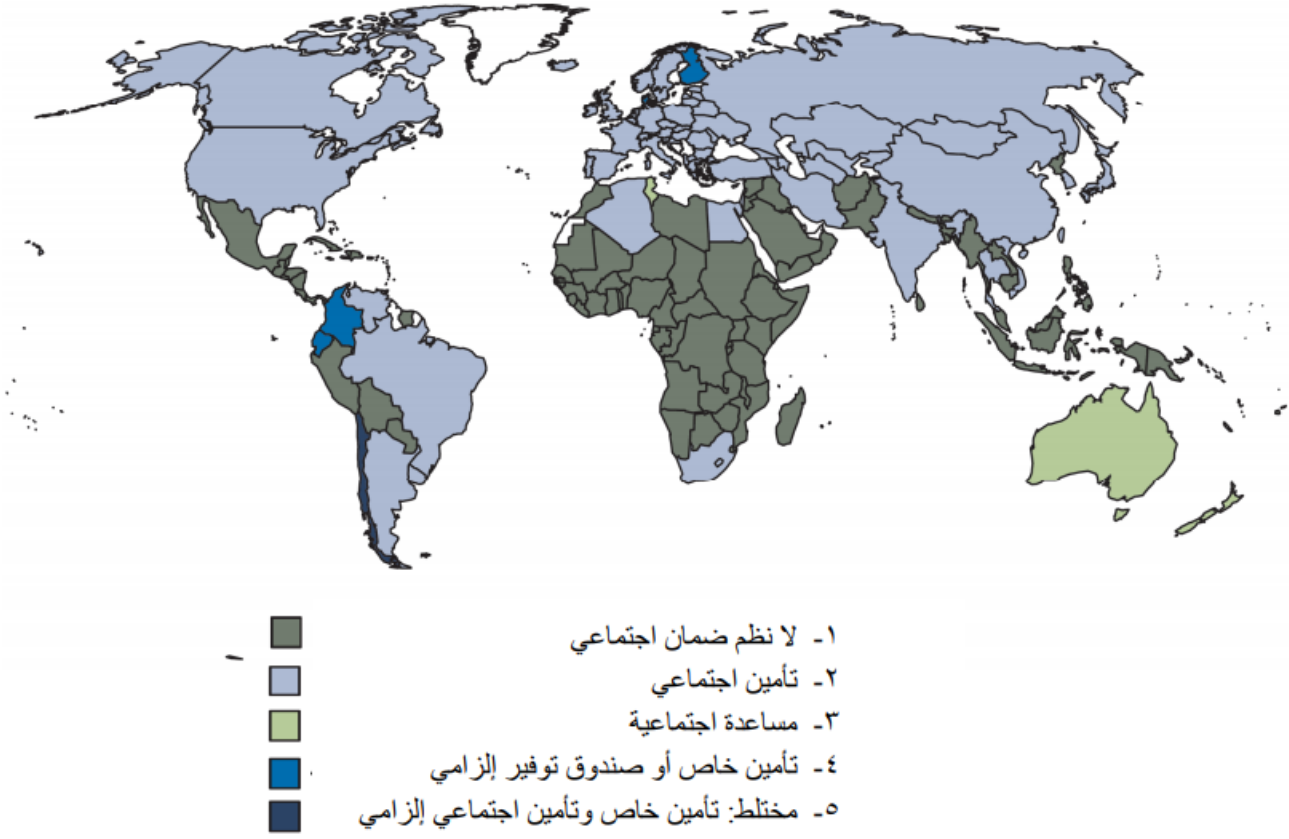 ١- لا نظم ضمان اجتماعي
٢- تأمين اجتماعي
٣- مساعدة اجتماعية
٤- تأمين خاص أو صندوق توفير إلزامي
٥- مختلط: تأمين خاص وتأمين اجتماعي إلزامي